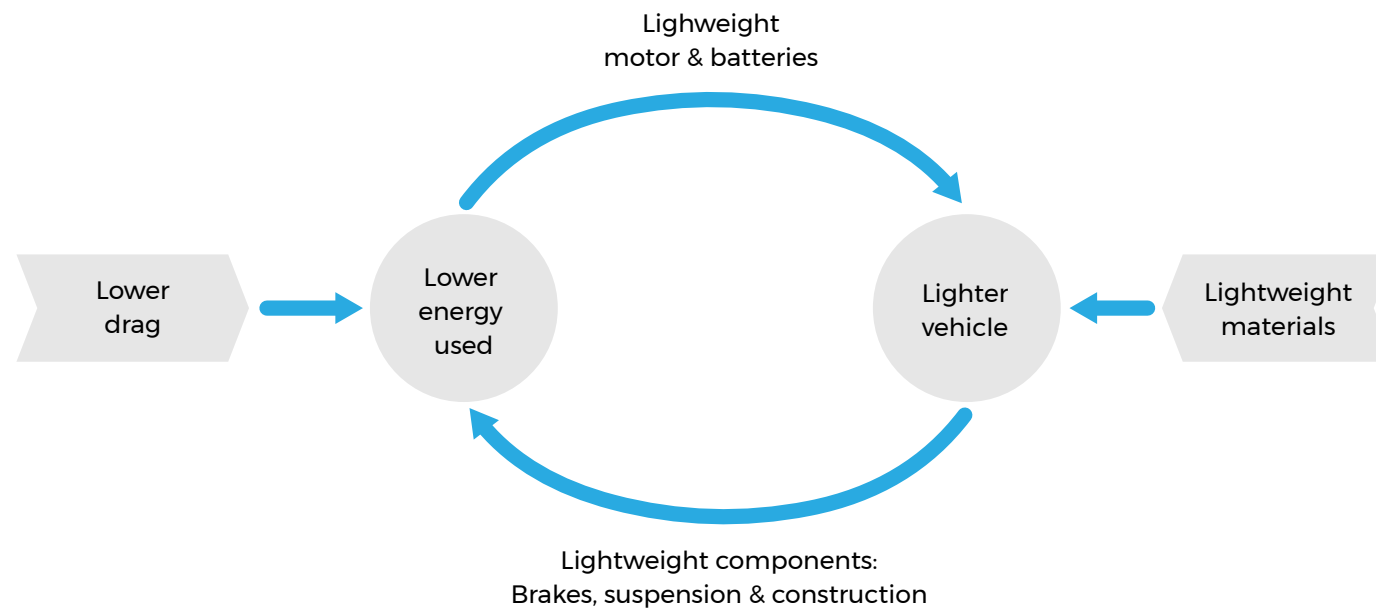 Lighweight
motor & batteries
Lower
drag
Lower
energy
used
Lighter
vehicle
Lightweight
materials
Lightweight components:
Brakes, suspension & construction